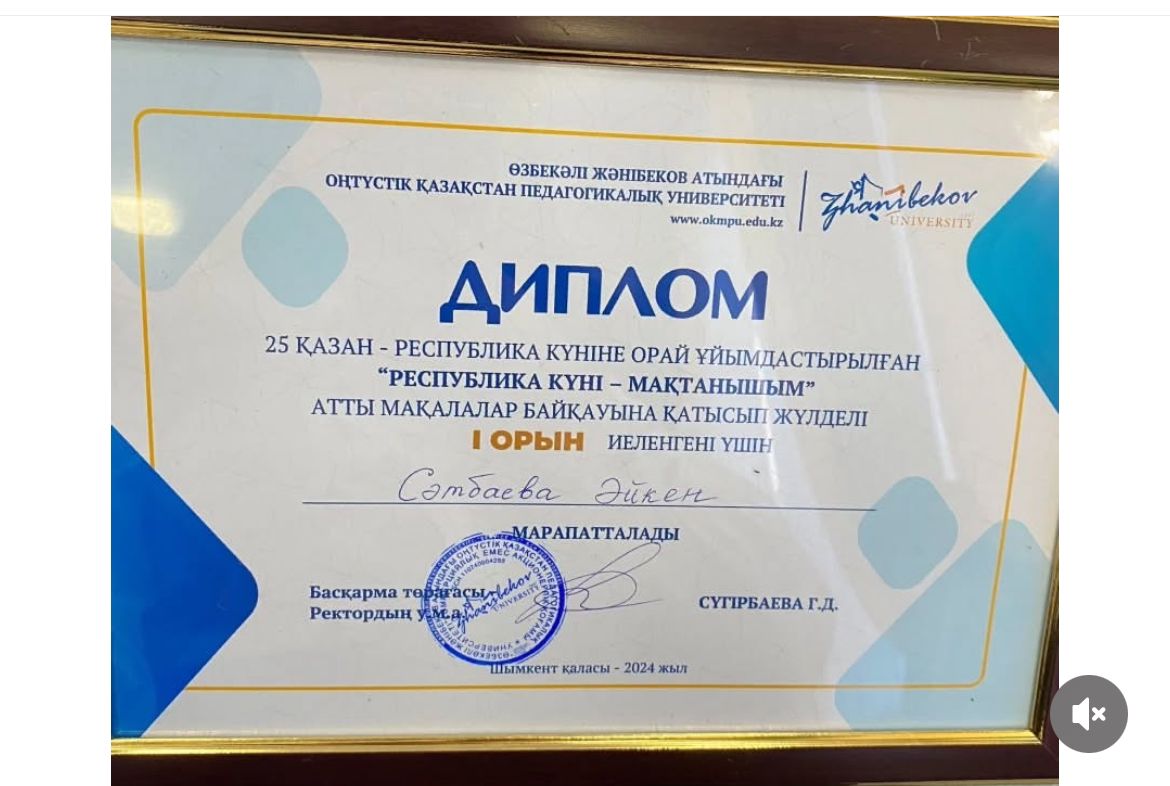 ӨЗБЕКӘЛІ ЖӘНІБЕКОВ АТЫНДАҒЫ
ОҢТҮСТІК ҚАЗАҚСТАН ПЕДАГОГИКАЛЫҚ УНИВЕРСИТЕТІ
www.okmpu.edu.kz
Zhanibekov
UNIVERSITY
ДИПЛОМ
25 ҚАЗАН - РЕСПУБЛИКА КҮНІНЕ ОРАЙ ҰЙЫМДАСТЫРЫЛҒАН
“РЕСПУБЛИКА КҮНІ – МАҚТАНЫШЫМ”
АТТЫ МАҚАЛАЛАР БАЙҚАУЫНА ҚАТЫСЫП ЖҮЛДЕЛІ
I ОРЫН ИЕЛЕНГЕНІ ҮШІН
Сәтбаева Әйкен
МАРАПАТТАЛАДЫ
Басқарма төрағасы
Ректордың у.м.а.
Zhanibekov
UNIVERSITY
СҮГІРБАЕВА Г.Д.
Шымкент қаласы - 2024 жыл